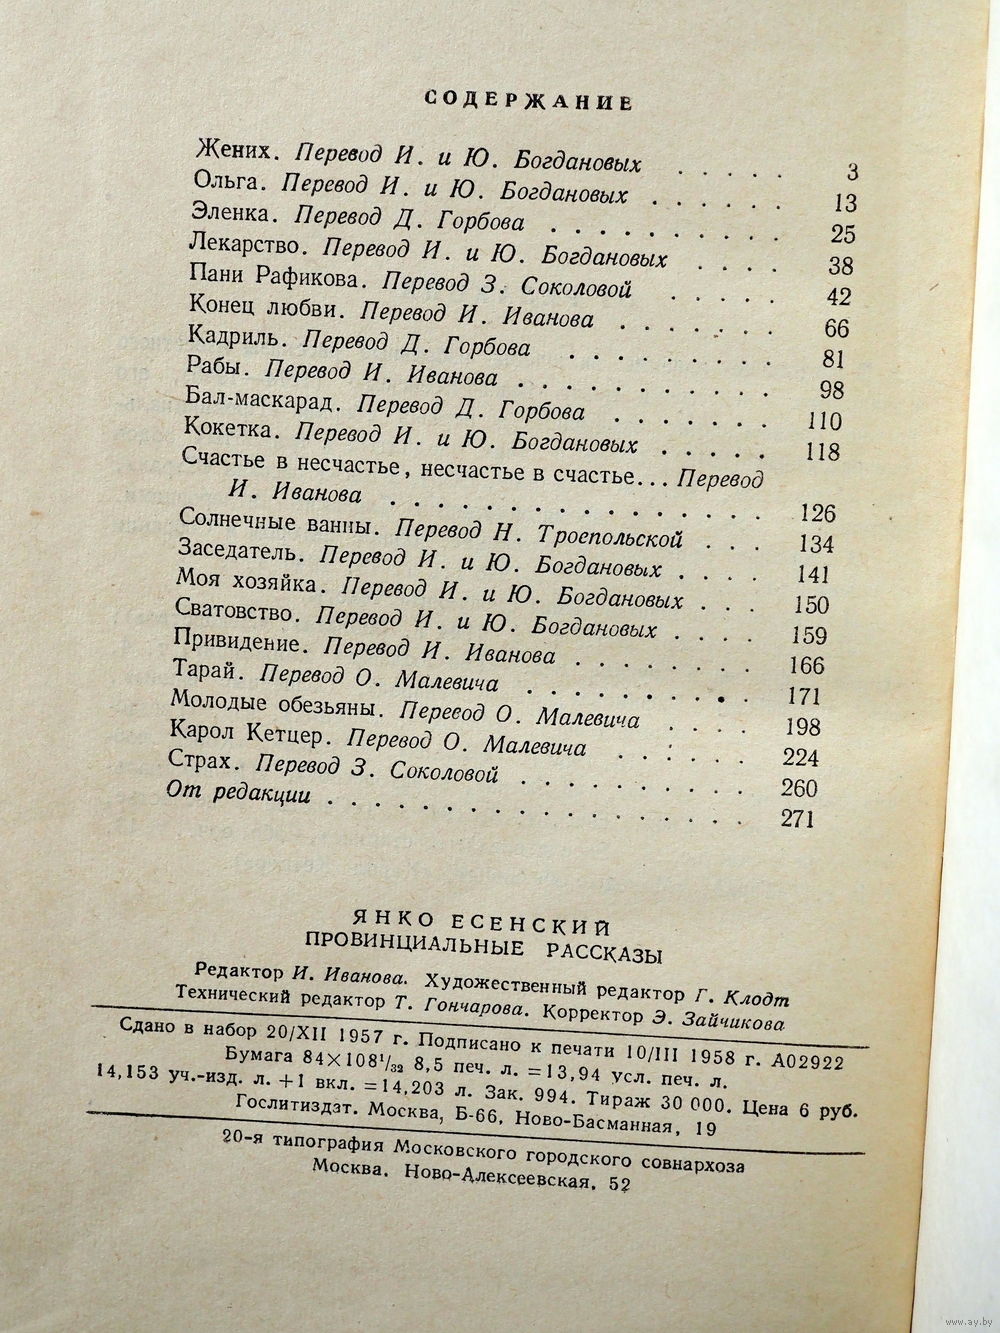 СОДЕРЖАНИЕ
Жених. Перевод И. и Ю. Богдановых . . . . . 3
Ольга. Перевод И. и Ю. Богдановых . . . . . . 13
Эленка. Перевод Д. Горбова . . . . . . . . . . 25
Лекарство. Перевод И. и Ю. Богдановых . . . . 38
Пани Рафикова. Перевод З. Соколовой . . . . . 42
Конец любви. Перевод И. Иванова . . . . . . . 66
Кадриль. Перевод Д. Горбова . . . . . . . . . 81
Рабы. Перевод И. Иванова . . . . . . . . . . . 98
Бал-маскарад. Перевод Д. Горбова . . . . . . . 110
Кокетка. Перевод И. и Ю. Богдановых . . . . . 118
Счастье в несчастье, несчастье в счастье... Перевод
И. Иванова . . . . . . . . . . . . . . . . 126
Солнечные ванны. Перевод Н. Троепольской . . . 134
Заседатель. Перевод И. и Ю. Богдановых . . . . 141
Моя хозяйка. Перевод И. и Ю. Богдановых . . . 150
Сватовство. Перевод И. и Ю. Богдановых . . . . 159
Привидение. Перевод И. Иванова . . . . . . . . 166
Тарай. Перевод О. Малевича . . . . . . . . . . 171
Молодые обезьяны. Перевод О. Малевича . . . . 198
Карол Кетцер. Перевод О. Малевича . . . . . . 224
Страх. Перевод З. Соколовой . . . . . . . . . . 260
От редакции . . . . . . . . . . . . . . . . . . 271
ЯНКО ЕСЕНСКИЙ
ПРОВИНЦИАЛЬНЫЕ РАССКАЗЫ
Редактор И. Иванова. Художественный редактор Г. Клодт
Технический редактор Т. Гончарова. Корректор Э. Зайчикова
Сдано в набор 20/XII 1957 г. Подписано к печати 10/III 1958 г. А02922
Бумага 84×108¹/₃₂ 8,5 печ. л. =13,94 усл. печ. л.
14,153 уч.-изд. л. +1 вкл. =14,203 л. Зак. 994. Тираж 30 000. Цена 6 руб.
Гослитиздат. Москва, Б-66, Ново-Басманная, 19
20-я типография Московского городского совнархоза
Москва. Ново-Алексеевская, 52
www.ay.by